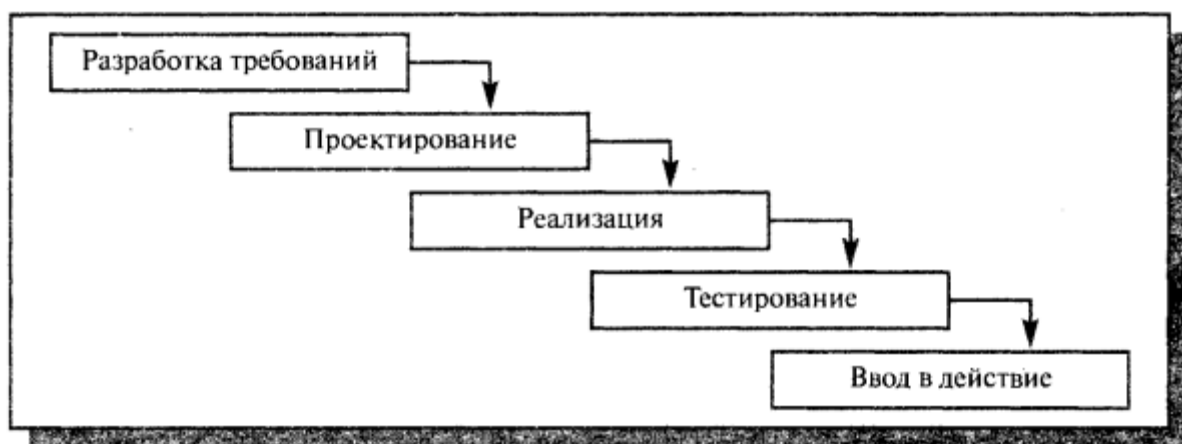 Разработка требований
Проектирование
Реализация
Тестирование
Ввод в действие